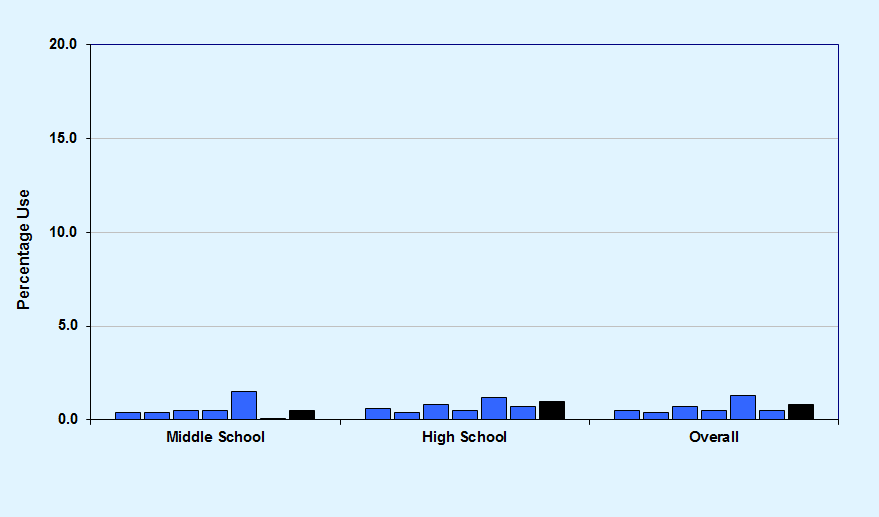 20.0
15.0
10.0
5.0
0.0
Percentage Use
Middle School
High School
Overall